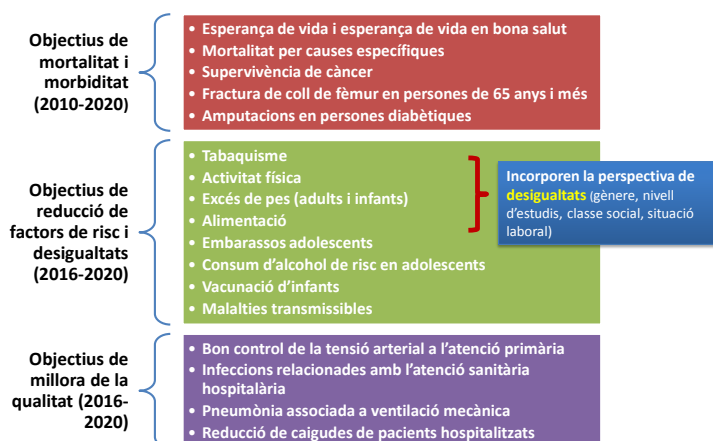 Objectius de
mortalitat i
morbiditat
(2010-2020)
• Esperança de vida i esperança de vida en bona salut
• Mortalitat per causes específiques
• Supervivència de càncer
• Fractura de coll de fèmur en persones de 65 anys i més
• Amputacions en persones diabètiques
Objectius de
reducció de
factors de risc i
desigualtats
(2016-2020)
• Tabaquisme
• Activitat física
• Excés de pes (adults i infants)
• Alimentació
• Embarassos adolescents
• Consum d'alcohol de risc en adolescents
• Vacunació d'infants
• Malalties transmissibles
Incorporen la perspectiva de
desigualtats (gènere, nivell
d'estudis, classe social, situació
laboral)
Objectius de
millora de la
qualitat (2016-
2020)
• Bon control de la tensió arterial a l'atenció primària
• Infeccions relacionades amb l'atenció sanitària
hospitalària
• Pneumònia associada a ventilació mecànica
• Reducció de caigudes de pacients hospitalitzats